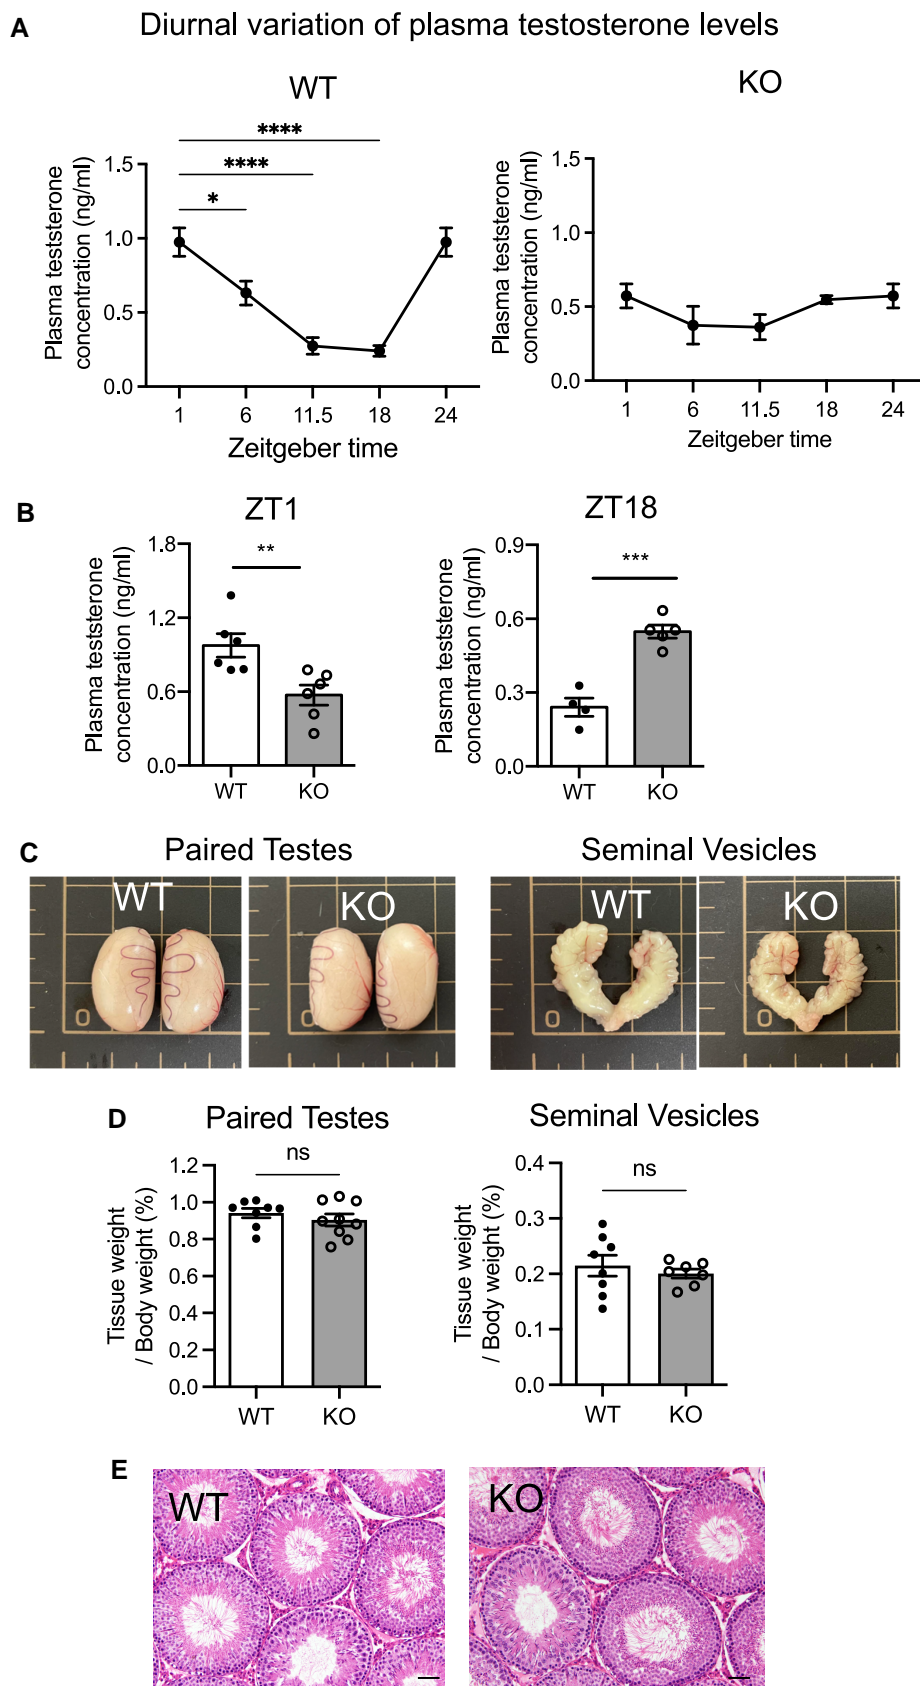 A
Diurnal variation of plasma testosterone levels
WT
KO
****
****
*
Plasma teststerone
concentration (ng/ml)
1.5
1.0
0.5
0.0
1 6 11.5 18 24
Zeitgeber time
Plasma teststerone
concentration (ng/ml)
1.5
1.0
0.5
0.0
1 6 11.5 18 24
Zeitgeber time
B
ZT1
ZT18
**
Plasma teststerone
concentration (ng/ml)
1.8
1.2
0.6
0.0
WT KO
***
Plasma teststerone
concentration (ng/ml)
0.9
0.6
0.3
0.0
WT KO
C
Paired Testes
Seminal Vesicles
WT
KO
WT
KO
0
0
0
0
D
Paired Testes
Seminal Vesicles
ns
Tissue weight
/ Body weight (%)
1.2
1.0
0.8
0.6
0.4
0.2
0.0
WT KO
ns
Tissue weight
/ Body weight (%)
0.4
0.3
0.2
0.1
0.0
WT KO
E
WT
KO